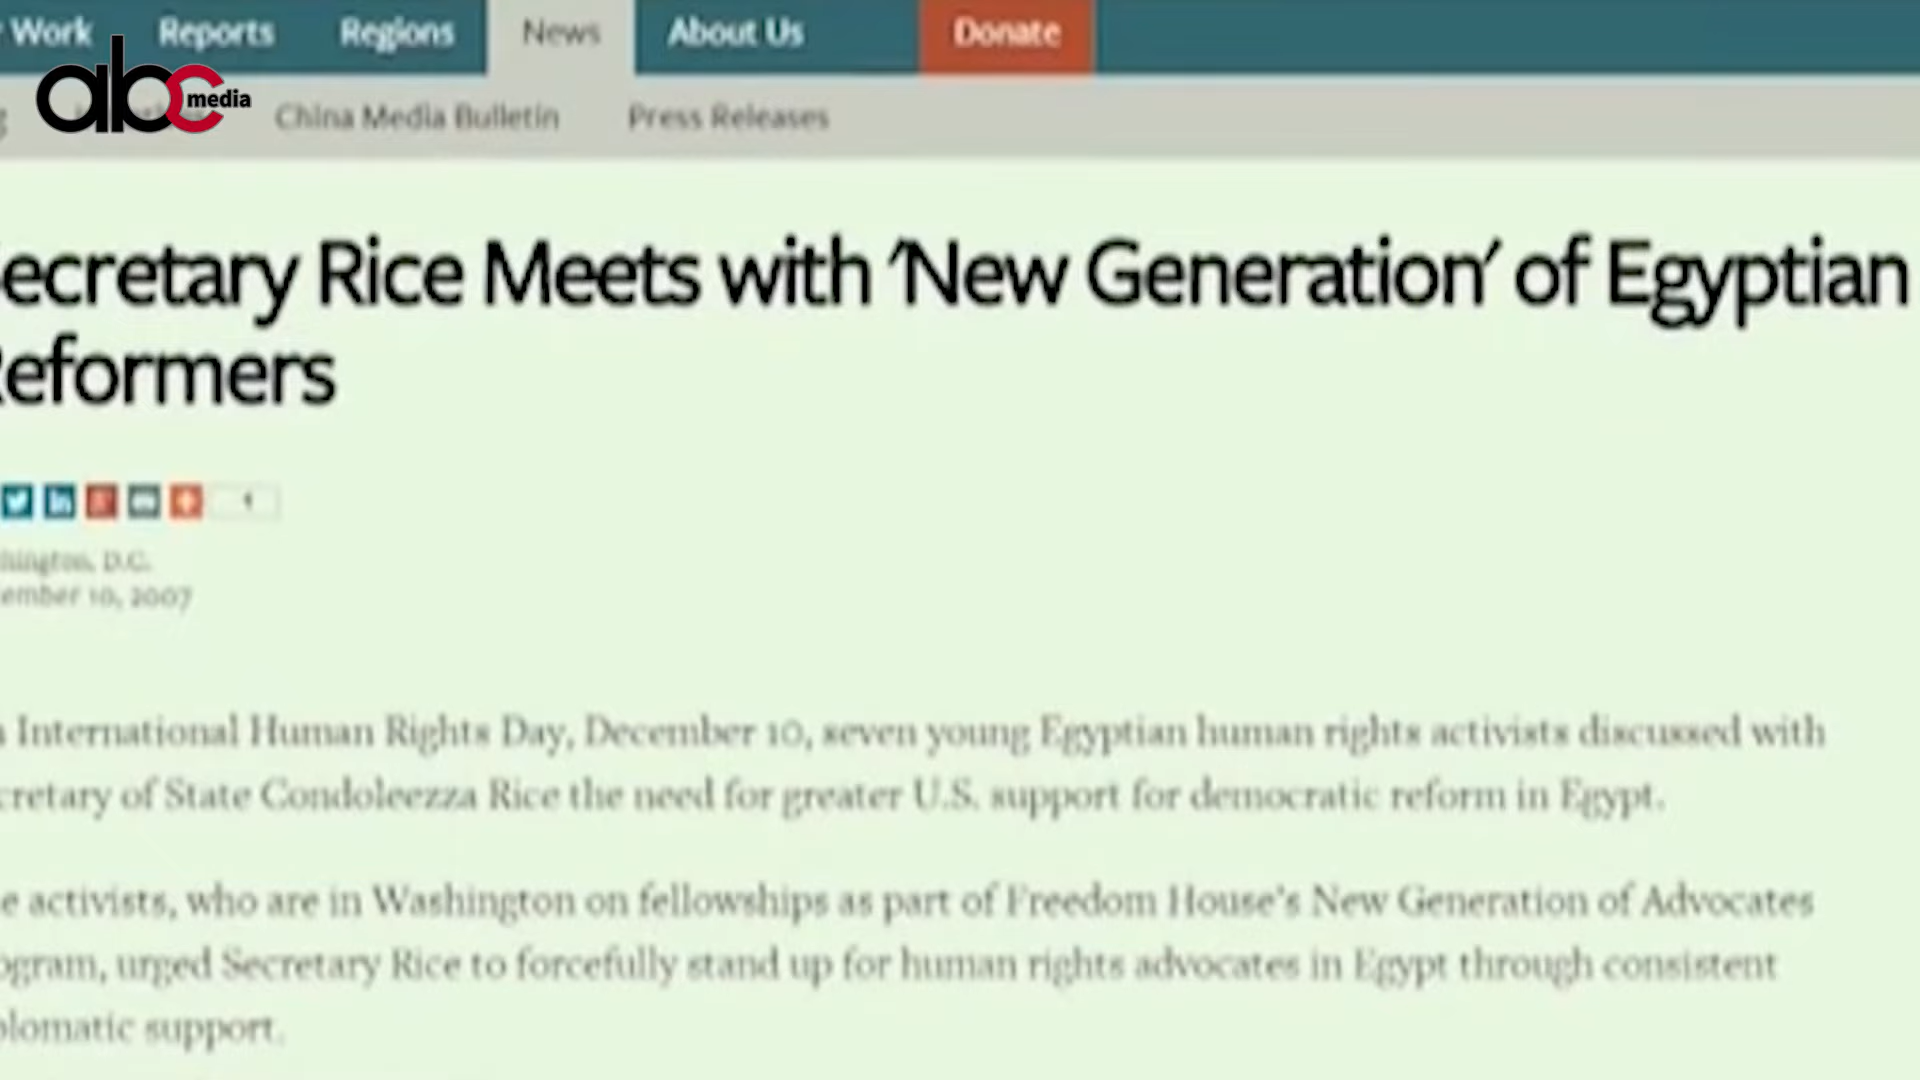 Work Reports Regions News About Us Donate
abc media
China Media Bulletin Press Releases
ecretary Rice Meets with 'New Generation' of Egyptian
eformers
hington, D.C.
ember 10, 2007
International Human Rights Day, December 10, seven young Egyptian human rights activists discussed with
cretary of State Condoleezza Rice the need for greater U.S. support for democratic reform in Egypt.
e activists, who are in Washington on fellowships as part of Freedom House's New Generation of Advocates
ogram, urged Secretary Rice to forcefully stand up for human rights advocates in Egypt through consistent
plomatic support.